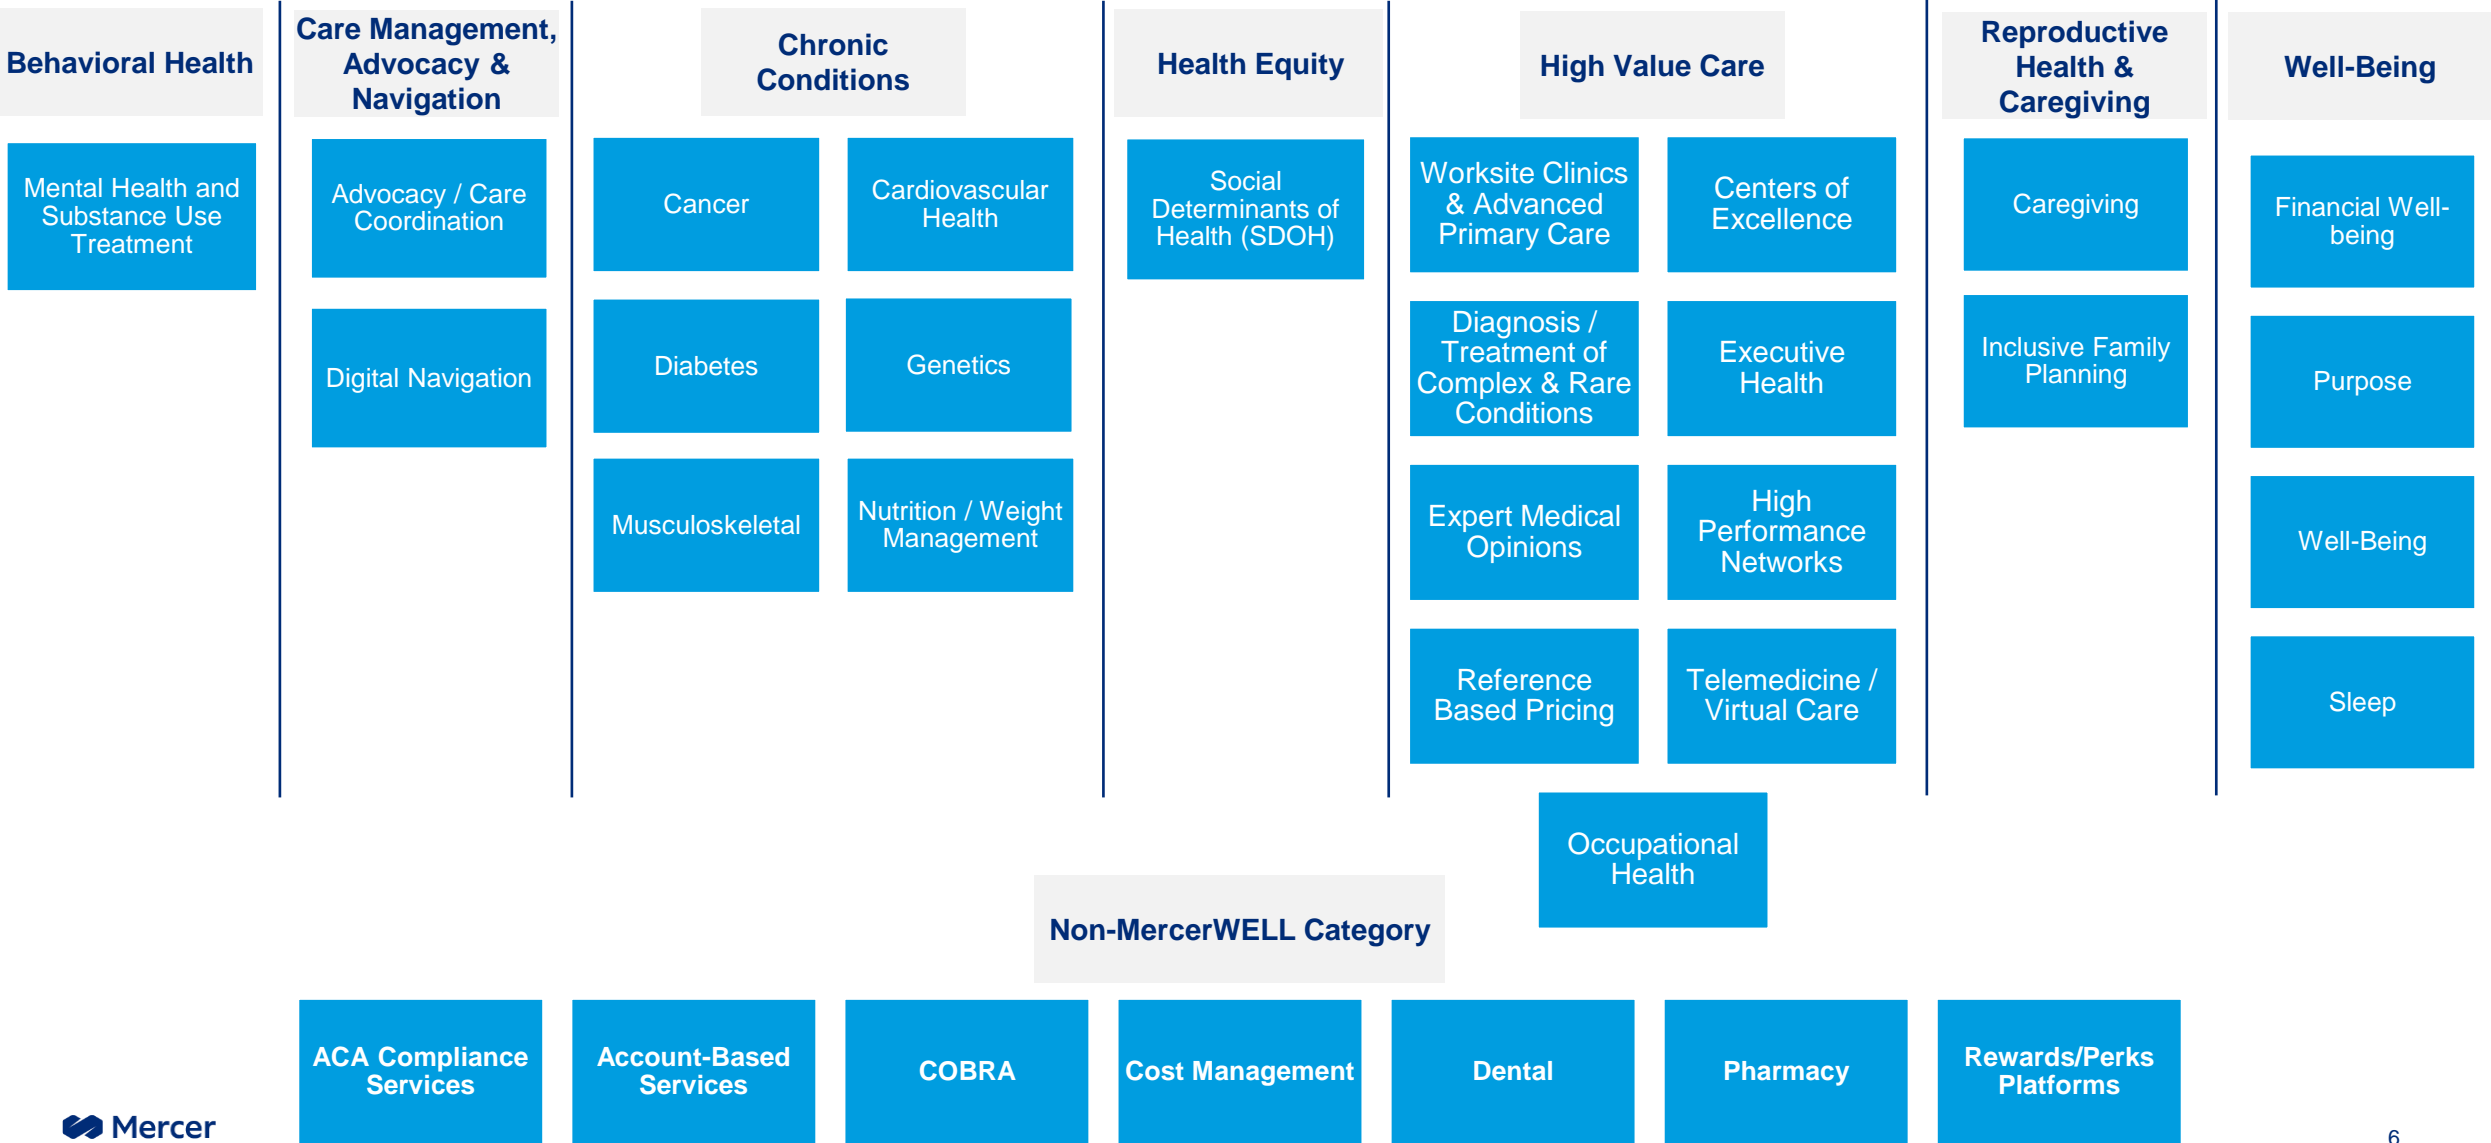 Behavioral Health
Mental Health and
Substance Use
Treatment
Care Management,
Advocacy &
Navigation
Advocacy / Care
Coordination
Digital Navigation
Chronic
Conditions
Cancer
Cardiovascular
Health
Diabetes
Genetics
Musculoskeletal
Nutrition / Weight
Management
Health Equity
Social
Determinants of
Health (SDOH)
High Value Care
Worksite Clinics
& Advanced
Primary Care
Centers of
Excellence
Diagnosis /
Treatment of
Complex & Rare
Conditions
Executive
Health
Expert Medical
Opinions
High
Performance
Networks
Reference
Based Pricing
Telemedicine /
Virtual Care
Occupational
Health
Reproductive
Health &
Caregiving
Caregiving
Inclusive Family
Planning
Well-Being
Financial Well-
being
Purpose
Well-Being
Sleep
Non-MercerWELL Category
ACA Compliance
Services
Account-Based
Services
COBRA
Cost Management
Dental
Pharmacy
Rewards/Perks
Platforms
Mercer
6